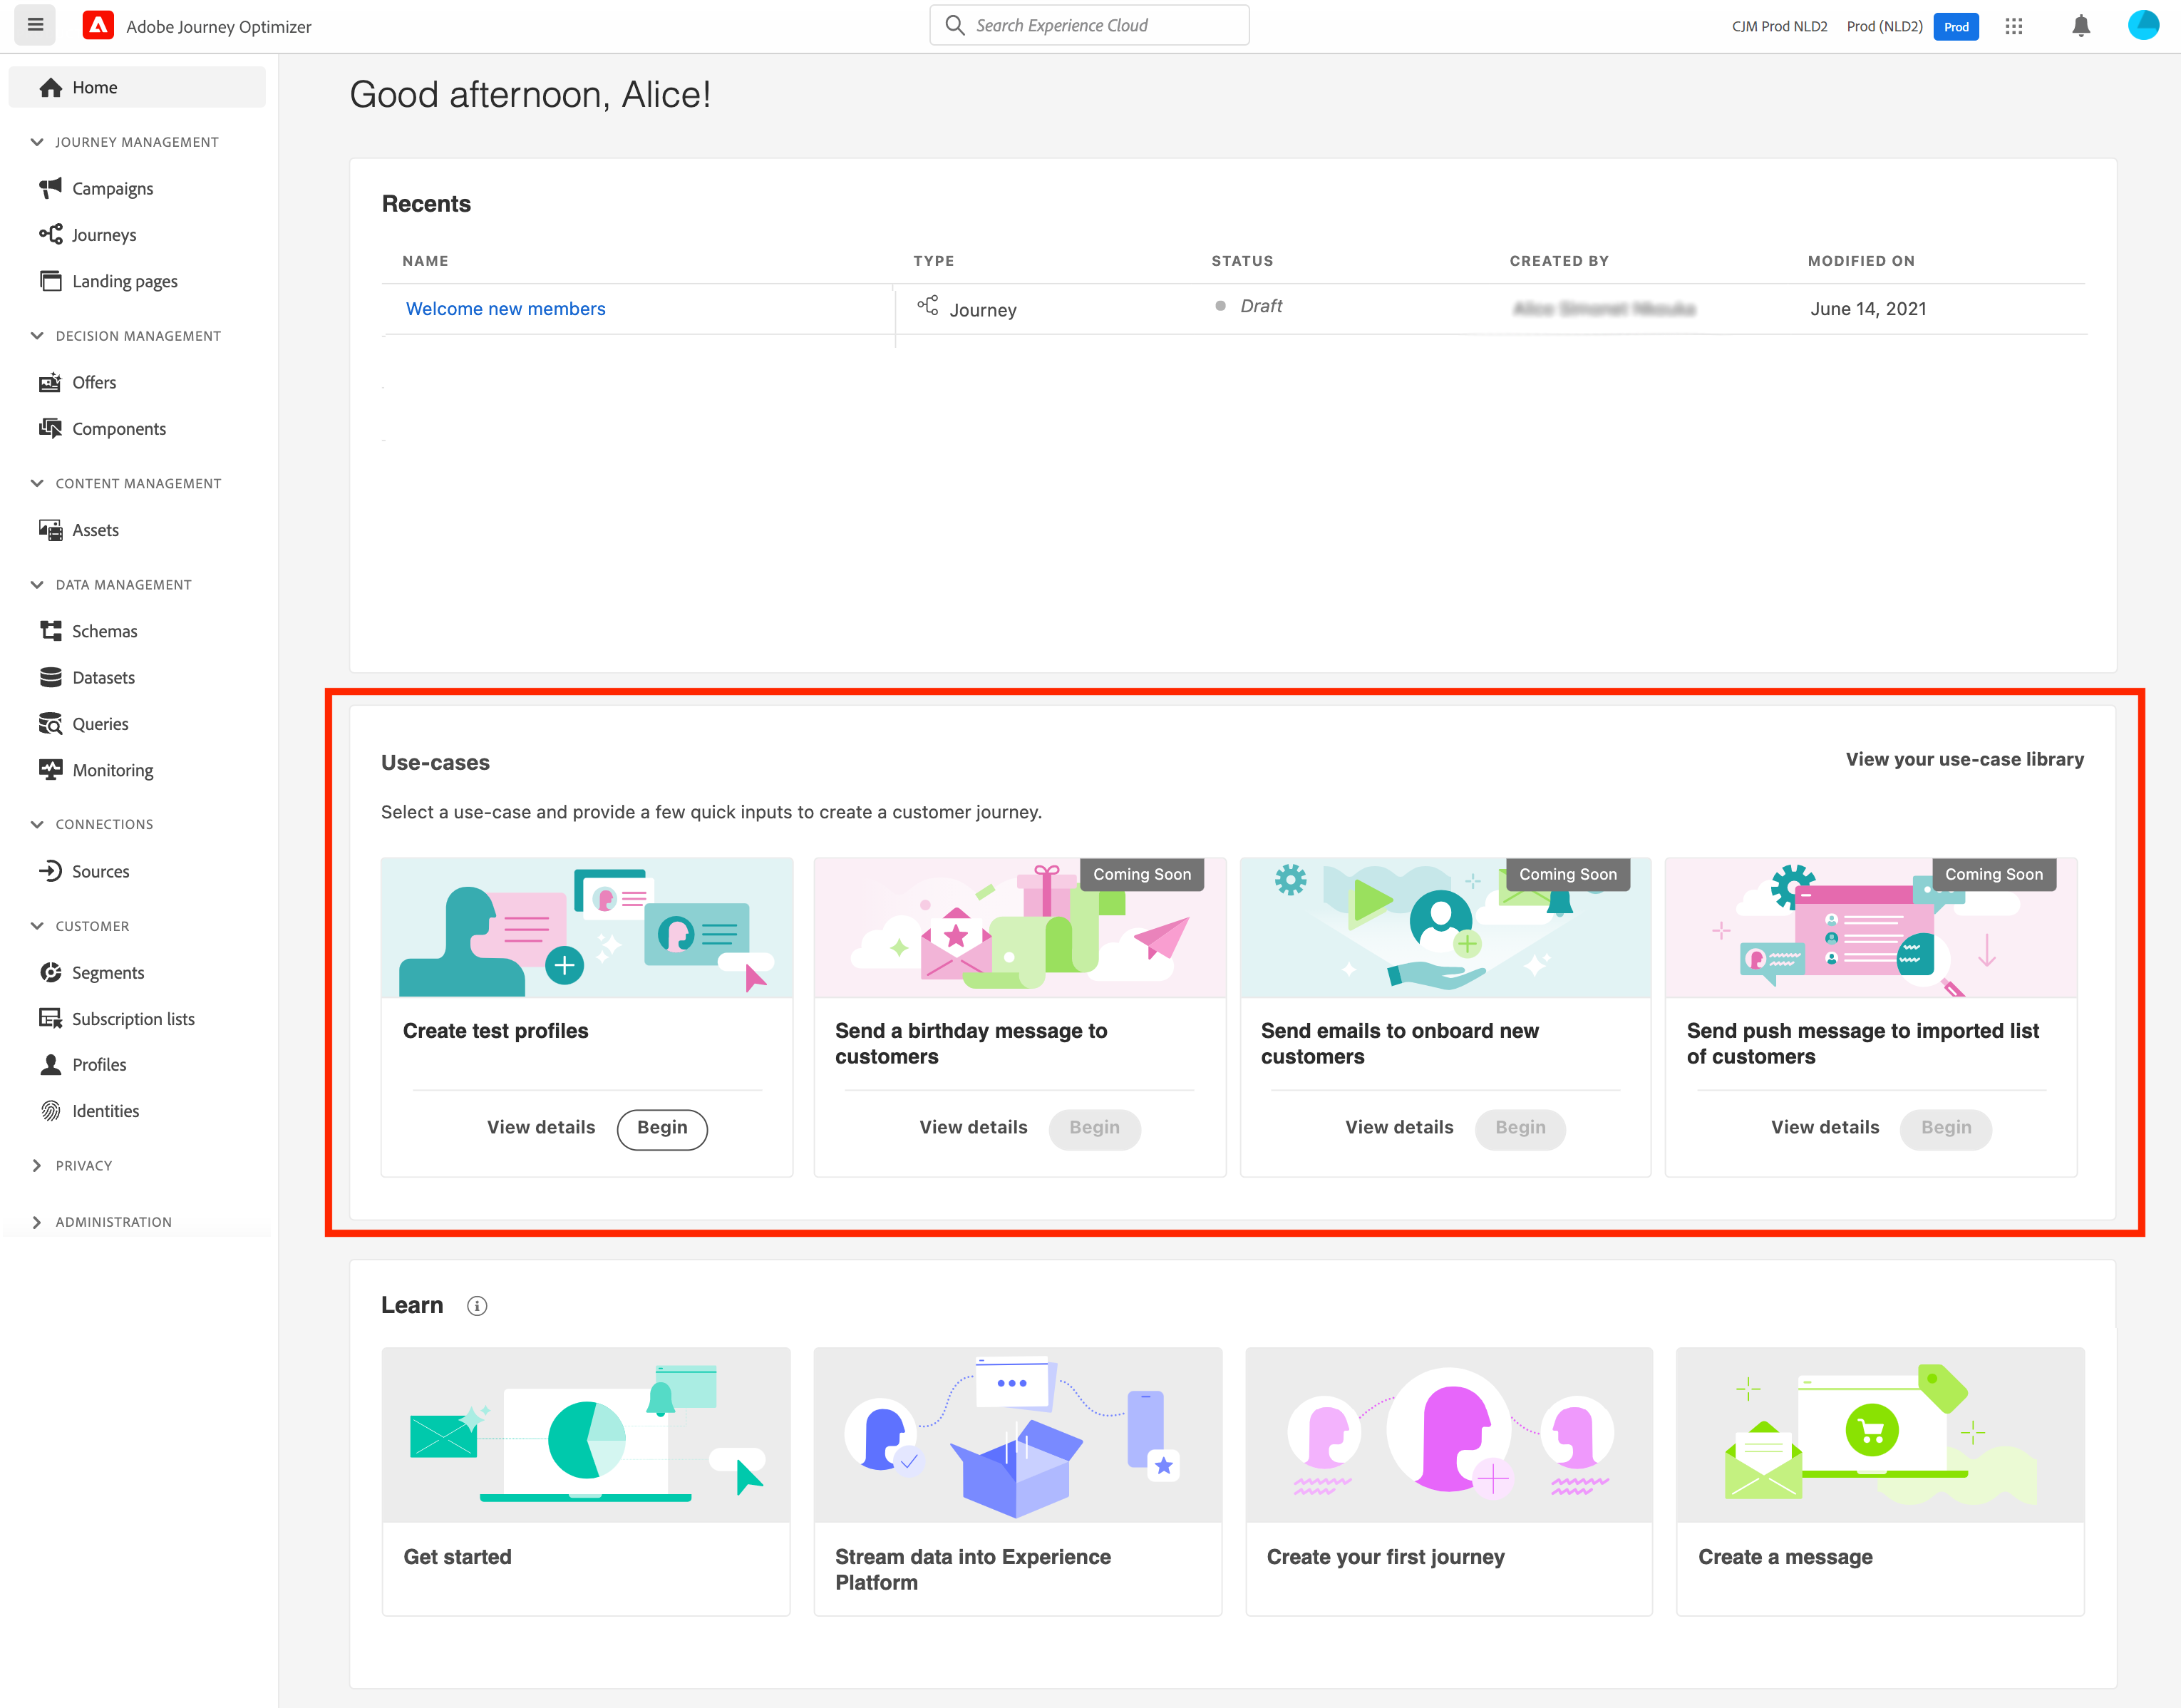 Adobe Journey Optimizer
Search Experience Cloud
CJM Prod NLD2
Prod (NLD2)
Prod
Home
JOURNEY MANAGEMENT
Campaigns
Journeys
Landing pages
DECISION MANAGEMENT
Offers
Components
CONTENT MANAGEMENT
Assets
DATA MANAGEMENT
Schemas
Datasets
Queries
Monitoring
CONNECTIONS
Sources
CUSTOMER
Segments
Subscription lists
Profiles
Identities
PRIVACY
ADMINISTRATION
Good afternoon, Alice!
Recents
NAME TYPE STATUS CREATED BY MODIFIED ON
Welcome new members Journey Draft June 14, 2021
Use-cases
View your use-case library
Select a use-case and provide a few quick inputs to create a customer journey.
Create test profiles
View details Begin
Coming Soon
Send a birthday message to
customers
View details Begin
Coming Soon
Send emails to onboard new
customers
View details Begin
Coming Soon
Send push message to imported list
of customers
View details Begin
Learn
Get started
Stream data into Experience
Platform
Create your first journey
Create a message